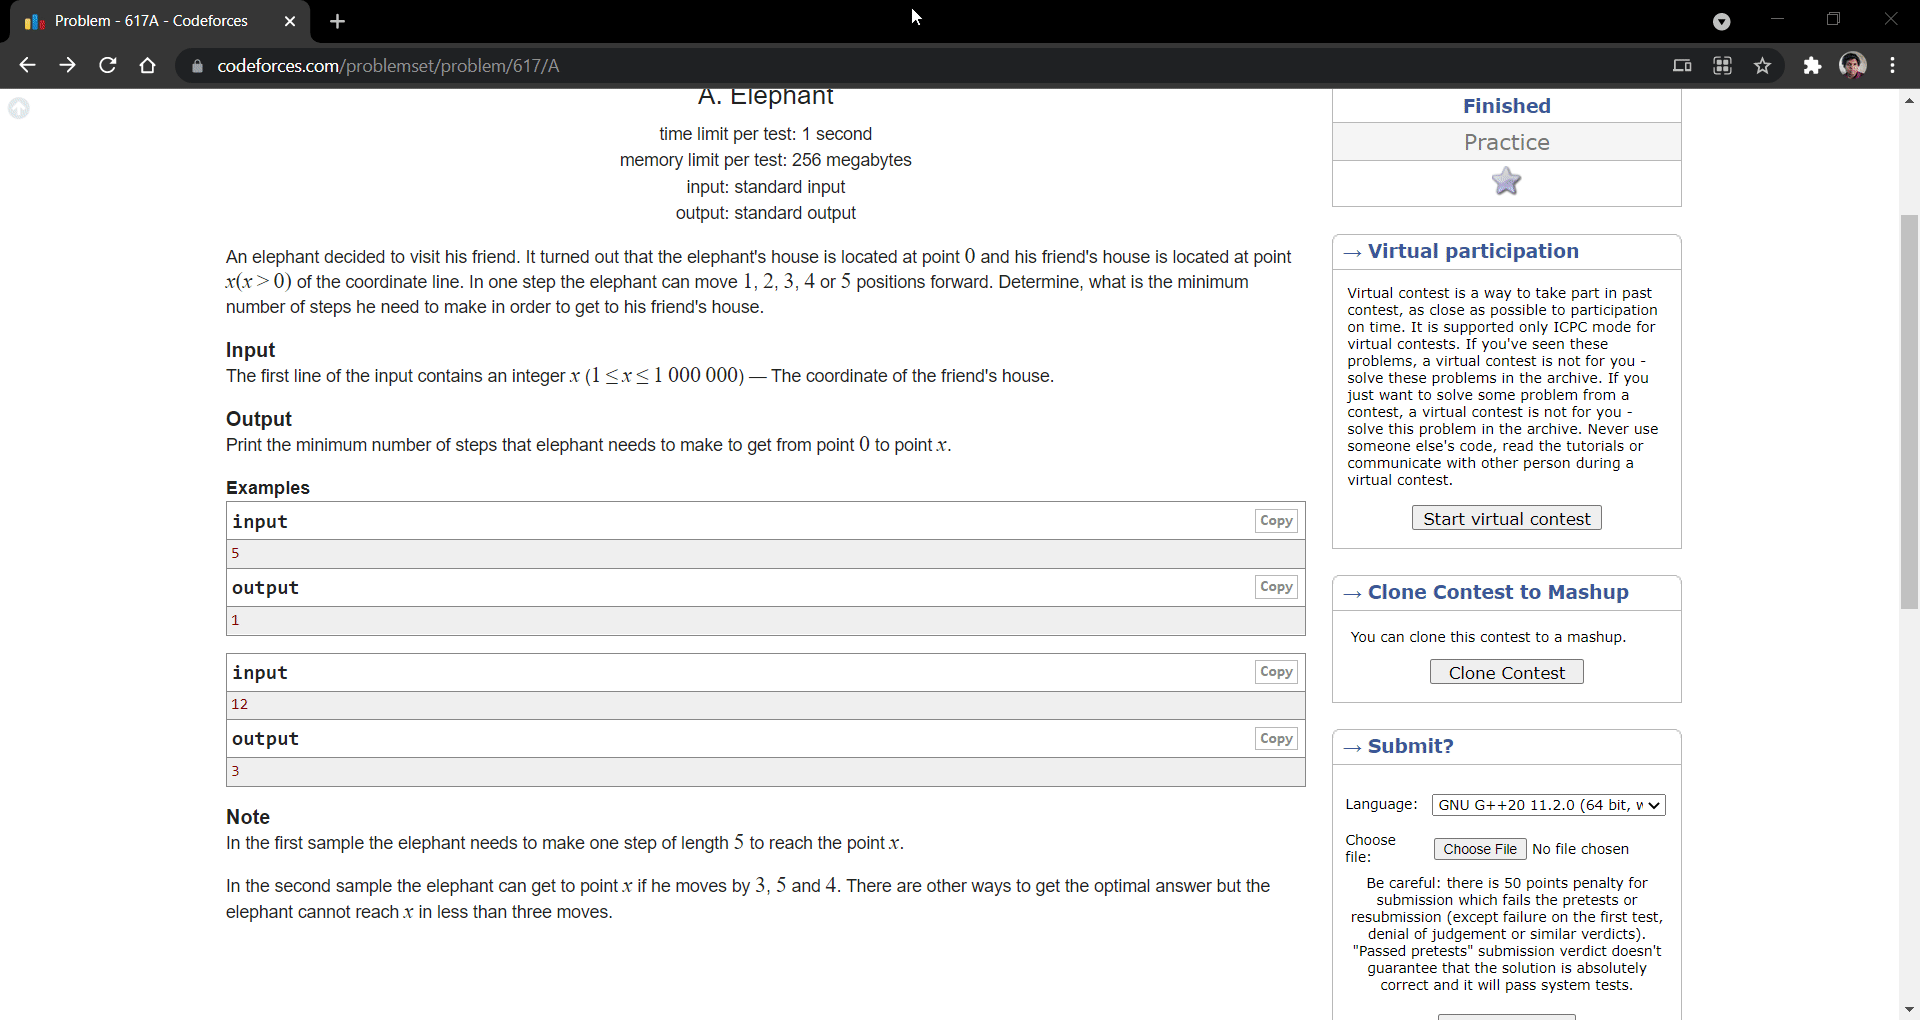 Problem - 617A - Codeforces
codeforces.com/problemset/problem/617/A
A. Elephant
time limit per test: 1 second
memory limit per test: 256 megabytes
input: standard input
output: standard output
An elephant decided to visit his friend. It turned out that the elephant's house is located at point 0 and his friend's house is located at point
x(x > 0) of the coordinate line. In one step the elephant can move 1, 2, 3, 4 or 5 positions forward. Determine, what is the minimum
number of steps he need to make in order to get to his friend's house.
Input
The first line of the input contains an integer x (1 ≤ x ≤ 1 000 000) — The coordinate of the friend's house.
Output
Print the minimum number of steps that elephant needs to make to get from point 0 to point x.
Examples
input
Copy
5
output
Copy
1
input
Copy
12
output
Copy
3
Note
In the first sample the elephant needs to make one step of length 5 to reach the point x.
In the second sample the elephant can get to point x if he moves by 3, 5 and 4. There are other ways to get the optimal answer but the
elephant cannot reach x in less than three moves.
Finished
Practice
→ Virtual participation
Virtual contest is a way to take part in past
contest, as close as possible to participation
on time. It is supported only ICPC mode for
virtual contests. If you've seen these
problems, a virtual contest is not for you -
solve these problems in the archive. If you
just want to solve some problem from a
contest, a virtual contest is not for you -
solve this problem in the archive. Never use
someone else's code, read the tutorials or
communicate with other person during a
virtual contest.
Start virtual contest
→ Clone Contest to Mashup
You can clone this contest to a mashup.
Clone Contest
→ Submit?
Language: GNU G++20 11.2.0 (64 bit, w
Choose
file:
Choose File No file chosen
Be careful: there is 50 points penalty for
submission which fails the pretests or
resubmission (except failure on the first test,
denial of judgement or similar verdicts).
"Passed pretests" submission verdict doesn't
guarantee that the solution is absolutely
correct and it will pass system tests.